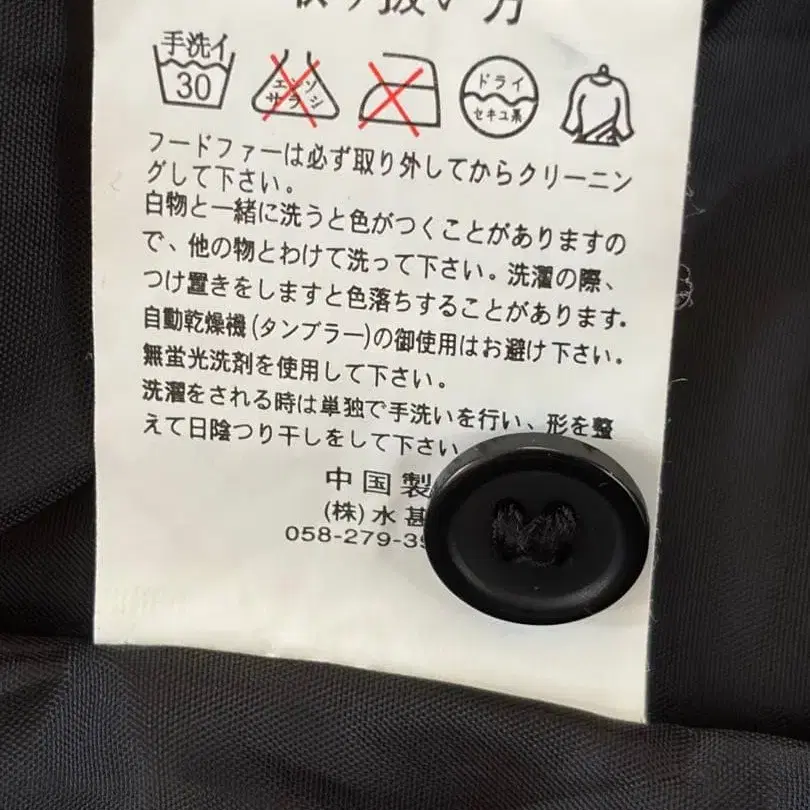 取り扱い方
手洗イ
30
エンソ
サラシ
ドライ
セキユ系
フードファーは必ず取り外してからクリーニン
グして下さい。
白物と一緒に洗うと色がつくことがありますの
で、他の物とわけて洗って下さい。洗濯の際、
つけ置きをしますと色落ちすることがあります.
自動乾燥機(タンブラー)の御使用はお避け下さい.
無蛍光洗剤を使用して下さい。
洗濯をされる時は単独で手洗いを行い、形を整
えて日陰つり干しをして下さい
中国製
(株)水甚
058-279-3